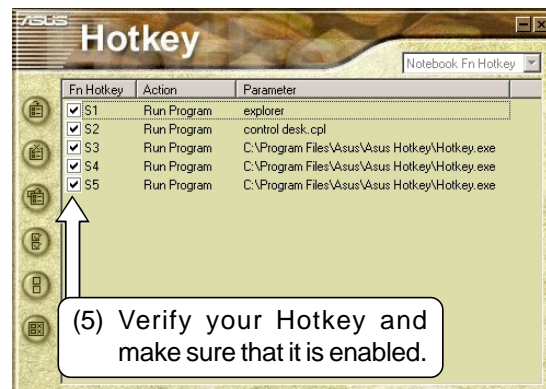 ASUS
Hotkey
Notebook Fn Hotkey
Fn Hotkey Action Parameter
S1 Run Program explorer
S2 Run Program control desk.cpl
S3 Run Program C:\Program Files\Asus\Asus Hotkey\Hotkey.exe
S4 Run Program C:\Program Files\Asus\Asus Hotkey\Hotkey.exe
S5 Run Program C:\Program Files\Asus\Asus Hotkey\Hotkey.exe
(5) Verify your Hotkey and
make sure that it is enabled.